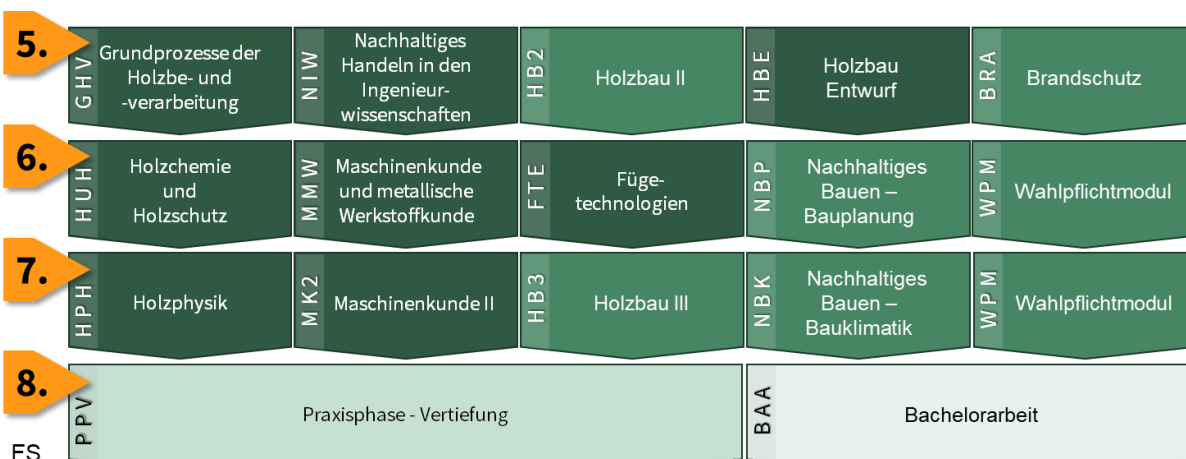 5.
GHV
Grundprozesse der
Holzbe- und
-verarbeitung
NIW
Nachhaltiges
Handeln in den
Ingenieur-
wissenschaften
HB2
Holzbau II
HBE
Holzbau
Entwurf
BRA
Brandschutz
6.
HUH
Holzchemie
und
Holzschutz
MMW
Maschinenkunde
und metallische
Werkstoffkunde
FTE
Füge-
technologien
NBP
Nachhaltiges
Bauen –
Bauplanung
WPM
Wahlpflichtmodul
7.
HPH
Holzphysik
MK2
Maschinenkunde II
HB3
Holzbau III
NBK
Nachhaltiges
Bauen –
Bauklimatik
WPM
Wahlpflichtmodul
8.
PPV
Praxisphase - Vertiefung
BAA
Bachelorarbeit
FS